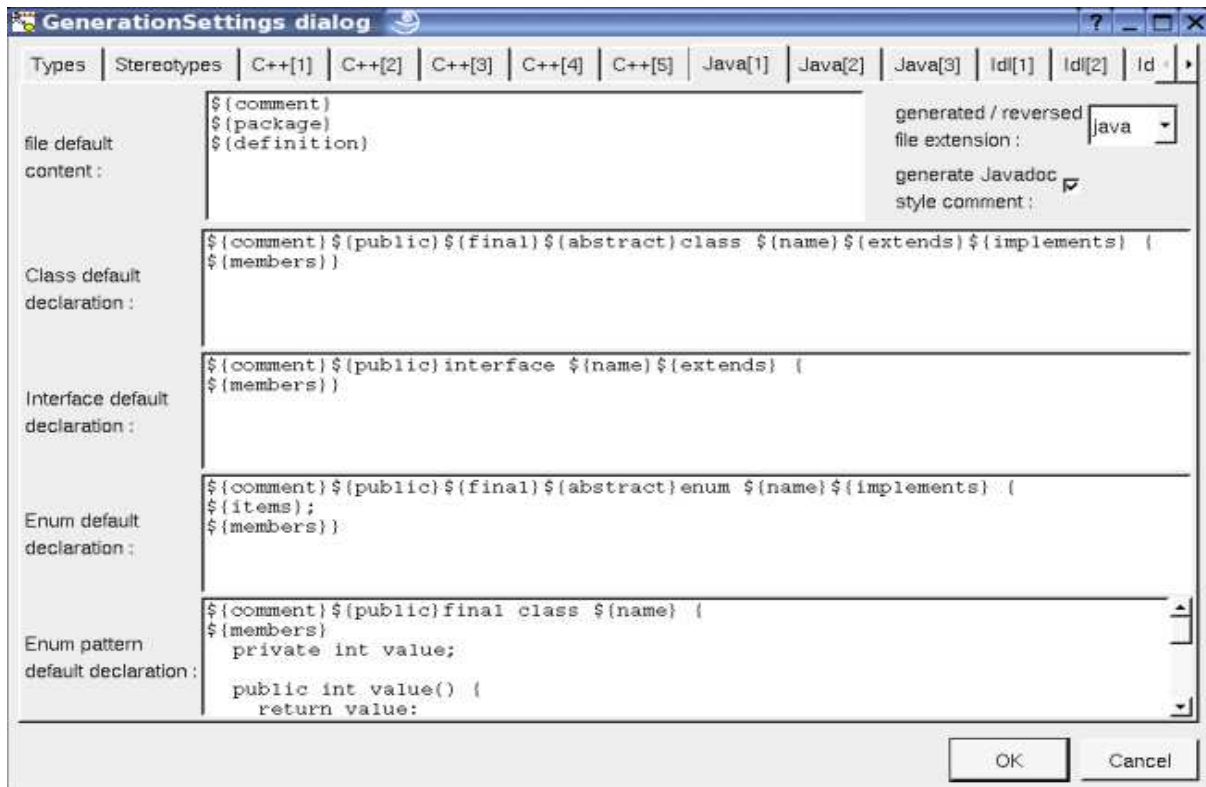 GenerationSettings dialog
Types Stereotypes C++[1] C++[2] C++[3] C++[4] C++[5] Java[1] Java[2] Java[3] Idl[1] Idl[2] Id
file default
content :
${comment}
${package}
${definition}
generated / reversed
file extension :
java
generate Javadoc
style comment :
Class default
declaration :
${comment}${public}${final}${abstract}class ${name}${extends}${implements} {
${members}}
Interface default
declaration :
${comment}${public}interface ${name}${extends} {
${members}}
Enum default
declaration :
${comment}${public}${final}${abstract}enum ${name}${implements} {
${items};
${members}}
Enum pattern
default declaration :
${comment}${public}final class ${name} {
${members}
private int value;
public int value() {
return value;
OK Cancel